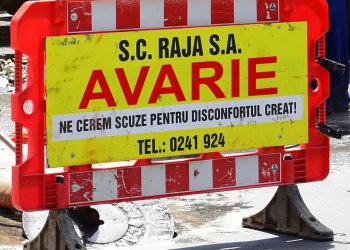 S.C. RAJA S.A.
AVARIE
NE CEREM SCUZE PENTRU DISCONFORTUL CREAT!
TEL.: 0241 924